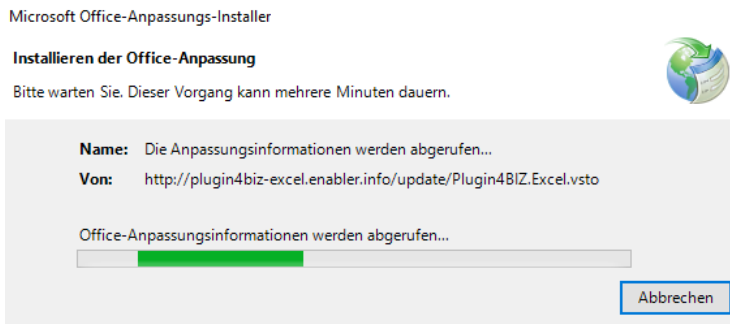 Microsoft Office-Anpassungs-Installer
Installieren der Office-Anpassung
Bitte warten Sie. Dieser Vorgang kann mehrere Minuten dauern.
Name: Die Anpassungsinformationen werden abgerufen...
Von: http://plugin4biz-excel.enabler.info/update/Plugin4BIZ.Excel.vsto
Office-Anpassungsinformationen werden abgerufen...
Abbrechen